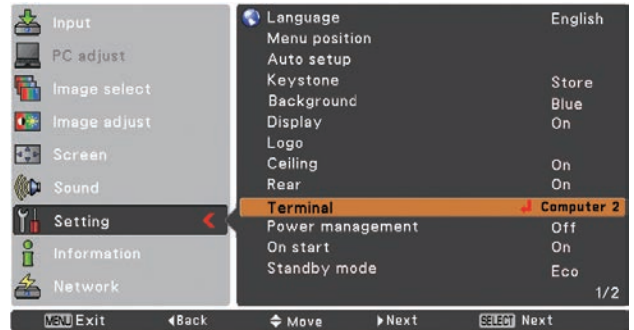 Input
PC adjust
Image select
Image adjust
Screen
Sound
Setting
Information
Network
Language English
Menu position
Auto setup
Keystone Store
Background Blue
Display On
Logo
Ceiling On
Rear On
Terminal Computer 2
Power management Off
On start On
Standby mode Eco
1/2
MENU Exit Back Move Next SELECT Next